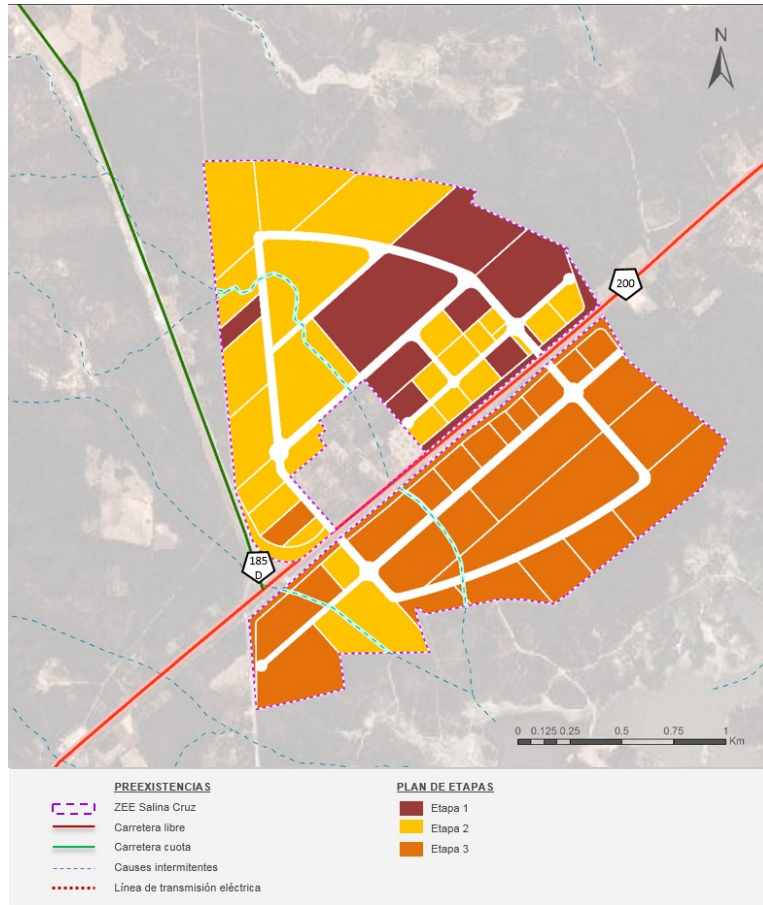 N
200
185
D
0 0.125 0.25 0.5 0.75 1
Km
PREEXISTENCIAS
ZEE Salina Cruz
Carretera libre
Carretera cuota
Causes intermitentes
Línea de transmisión eléctrica
PLAN DE ETAPAS
Etapa 1
Etapa 2
Etapa 3